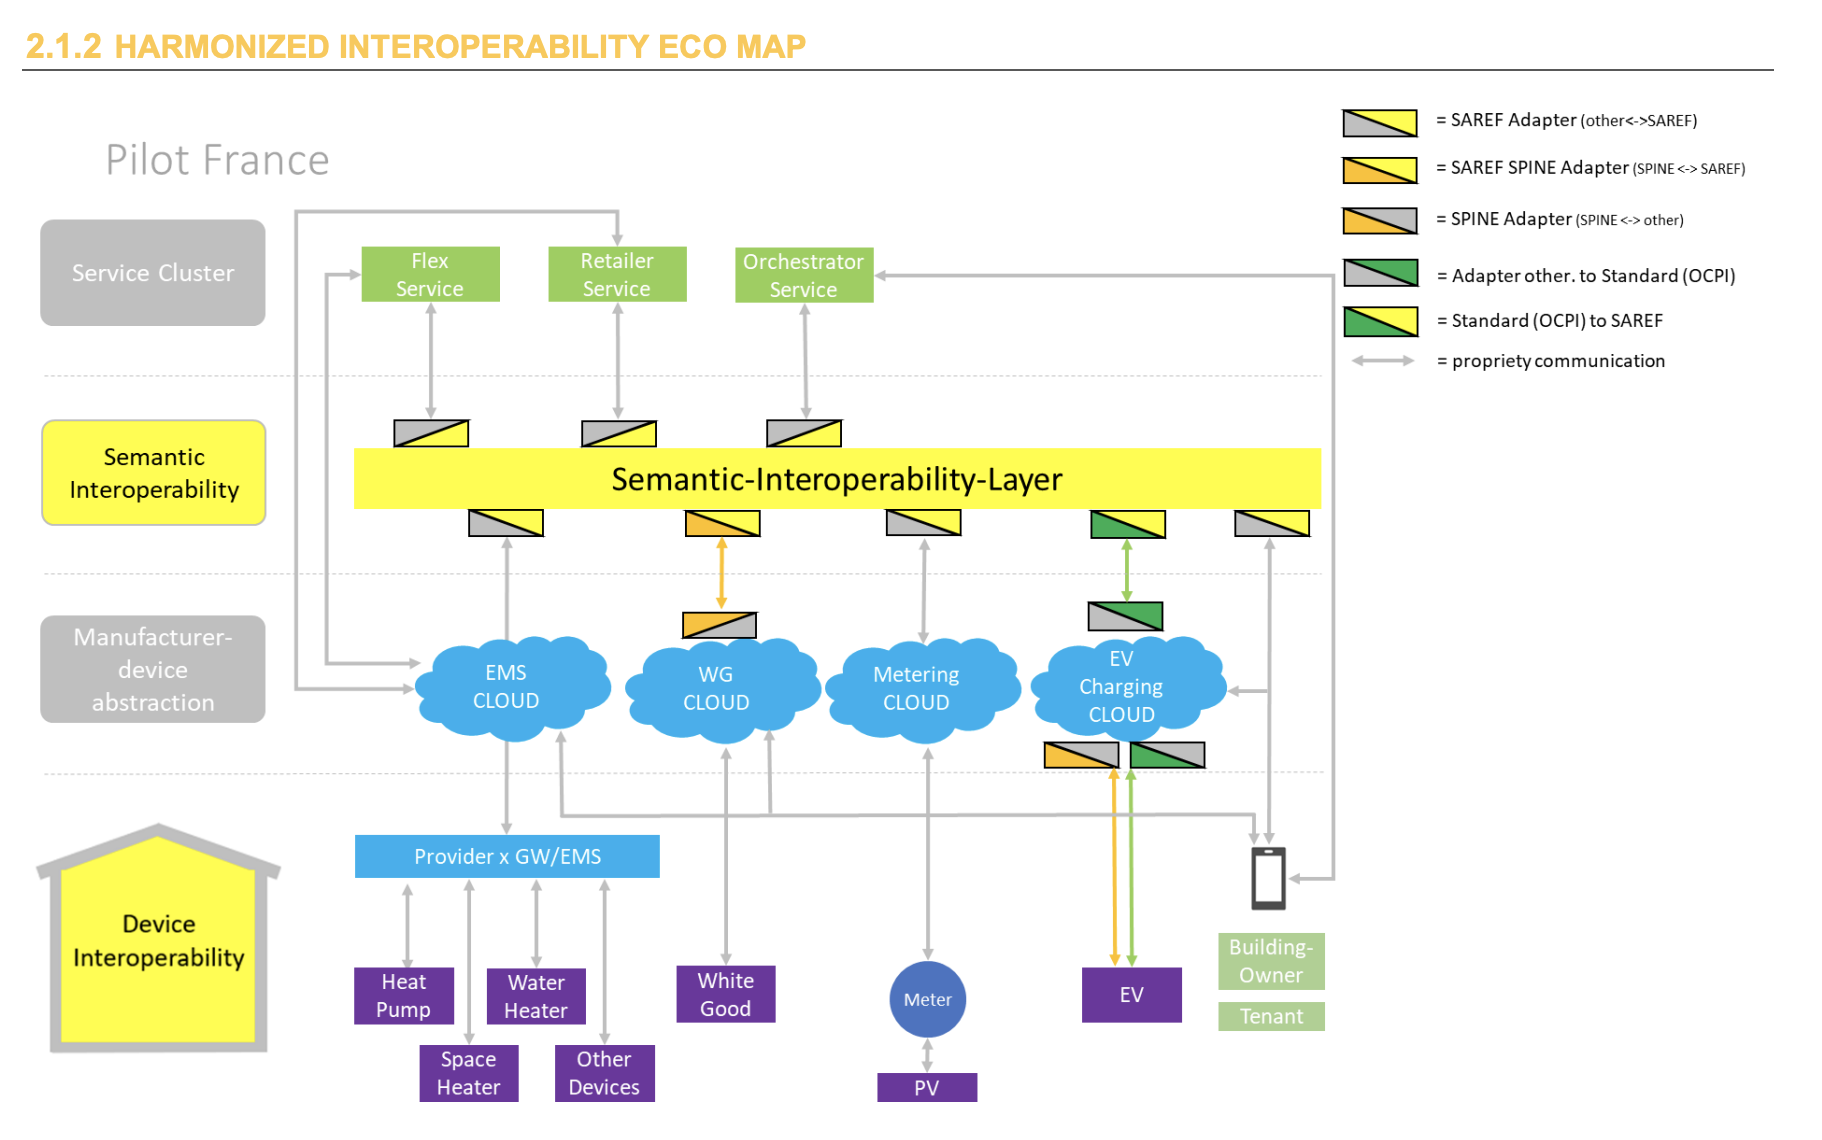 2.1.2 HARMONIZED INTEROPERABILITY ECO MAP
Pilot France
= SAREF Adapter (other<->SAREF)
= SAREF SPINE Adapter (SPINE <-> SAREF)
= SPINE Adapter (SPINE <-> other)
= Adapter other. to Standard (OCPI)
= Standard (OCPI) to SAREF
= propriety communication
Service Cluster
Flex
Service
Retailer
Service
Orchestrator
Service
Semantic
Interoperability
Semantic-Interoperability-Layer
Manufacturer-
device
abstraction
EMS
CLOUD
WG
CLOUD
Metering
CLOUD
EV
Charging
CLOUD
Device
Interoperability
Provider x GW/EMS
Heat
Pump
Water
Heater
Space
Heater
Other
Devices
White
Good
Meter
PV
EV
Building-
Owner
Tenant